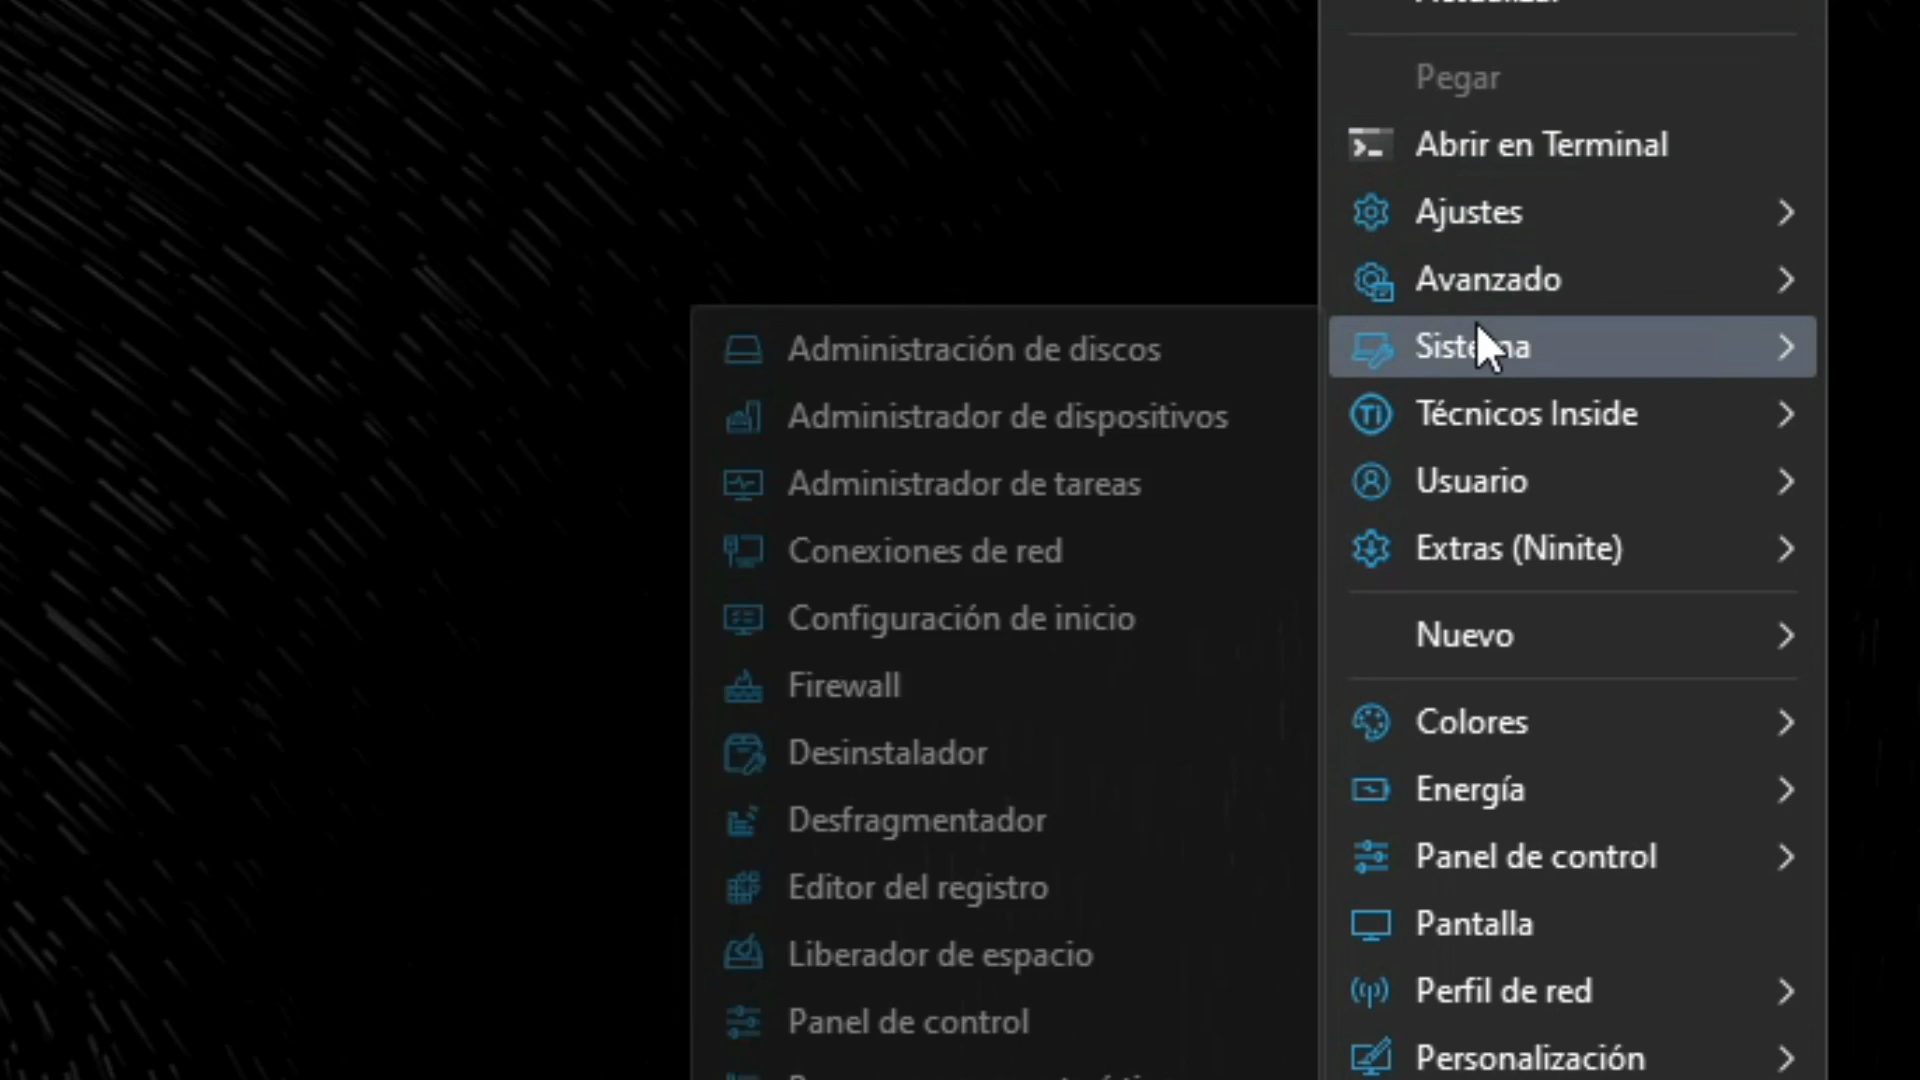 Actualizar
Pegar
Abrir en Terminal
Ajustes
Avanzado
Sistema
Técnicos Inside
Usuario
Extras (Ninite)
Nuevo
Colores
Energía
Panel de control
Pantalla
Perfil de red
Personalización
Administración de discos
Administrador de dispositivos
Administrador de tareas
Conexiones de red
Configuración de inicio
Firewall
Desinstalador
Desfragmentador
Editor del registro
Liberador de espacio
Panel de control